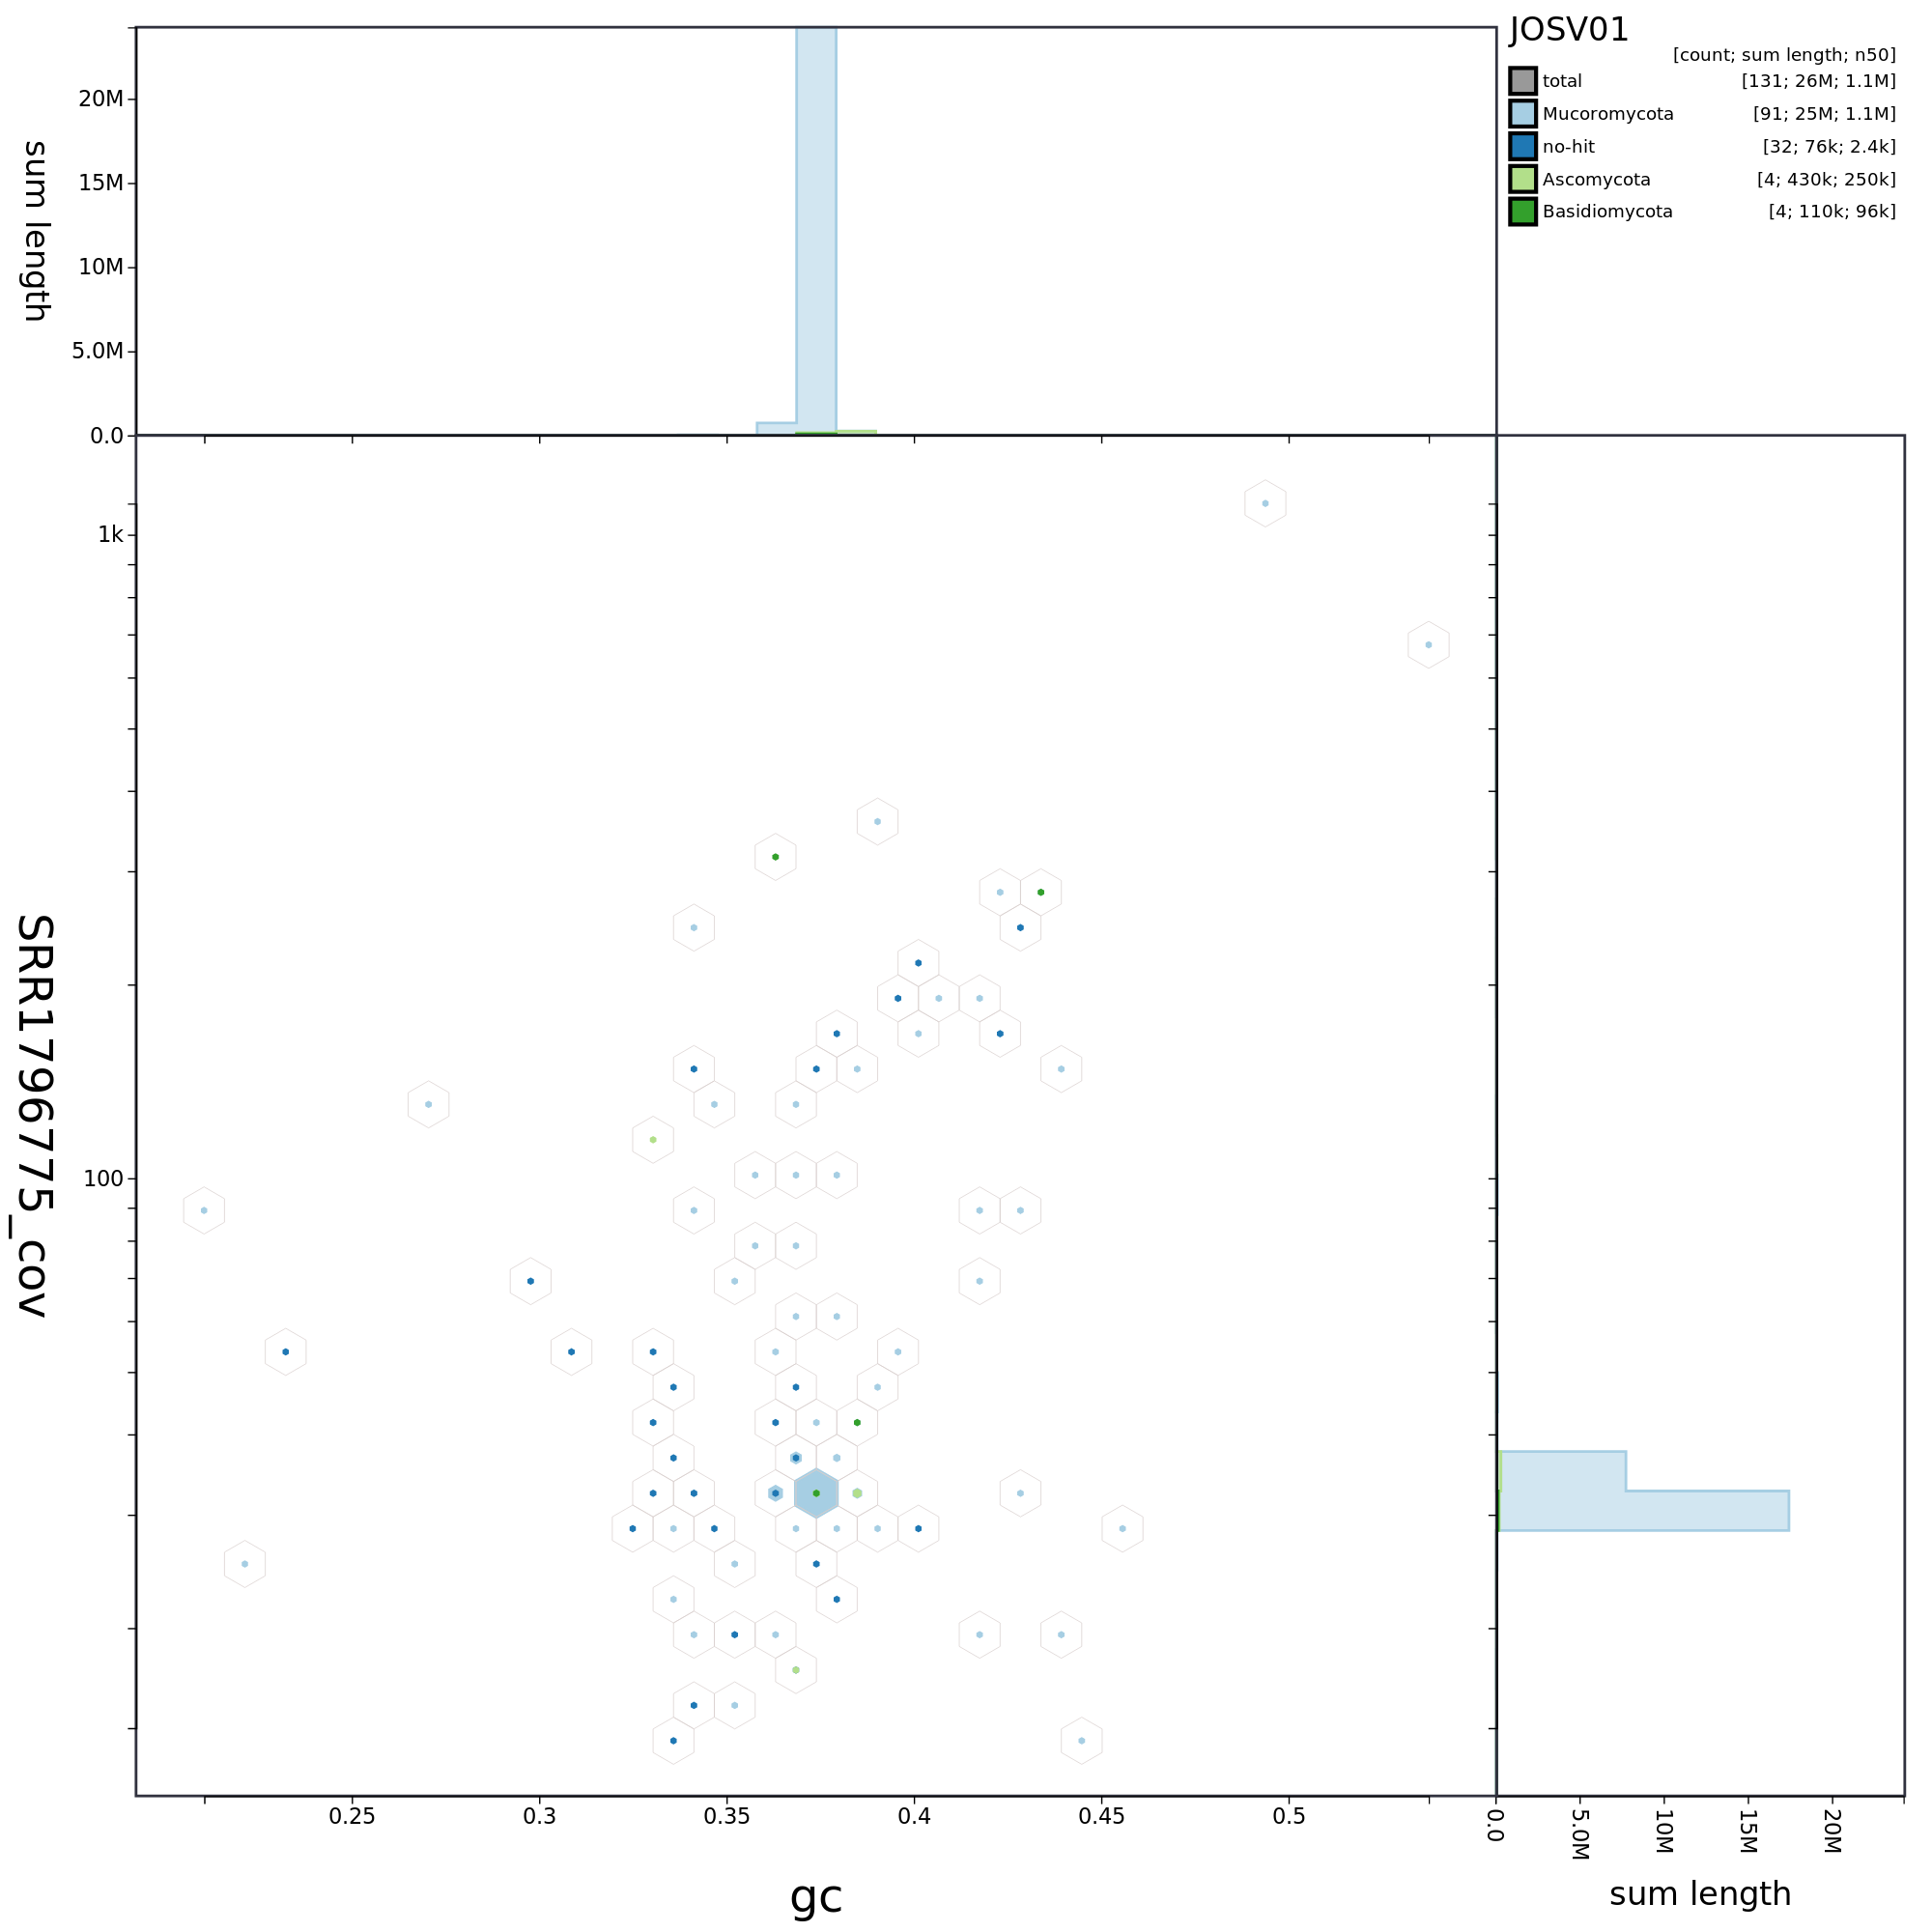 JOSV01
[count; sum length; n50]
total [131; 26M; 1.1M]
Mucoromycota [91; 25M; 1.1M]
no-hit [32; 76k; 2.4k]
Ascomycota [4; 430k; 250k]
Basidiomycota [4; 110k; 96k]
sum length
20M
15M
10M
5.0M
0.0
SRR1796775_cov
1k
100
0.25 0.3 0.35 0.4 0.45 0.5
gc
0.0 5.0M 10M 15M 20M
sum length